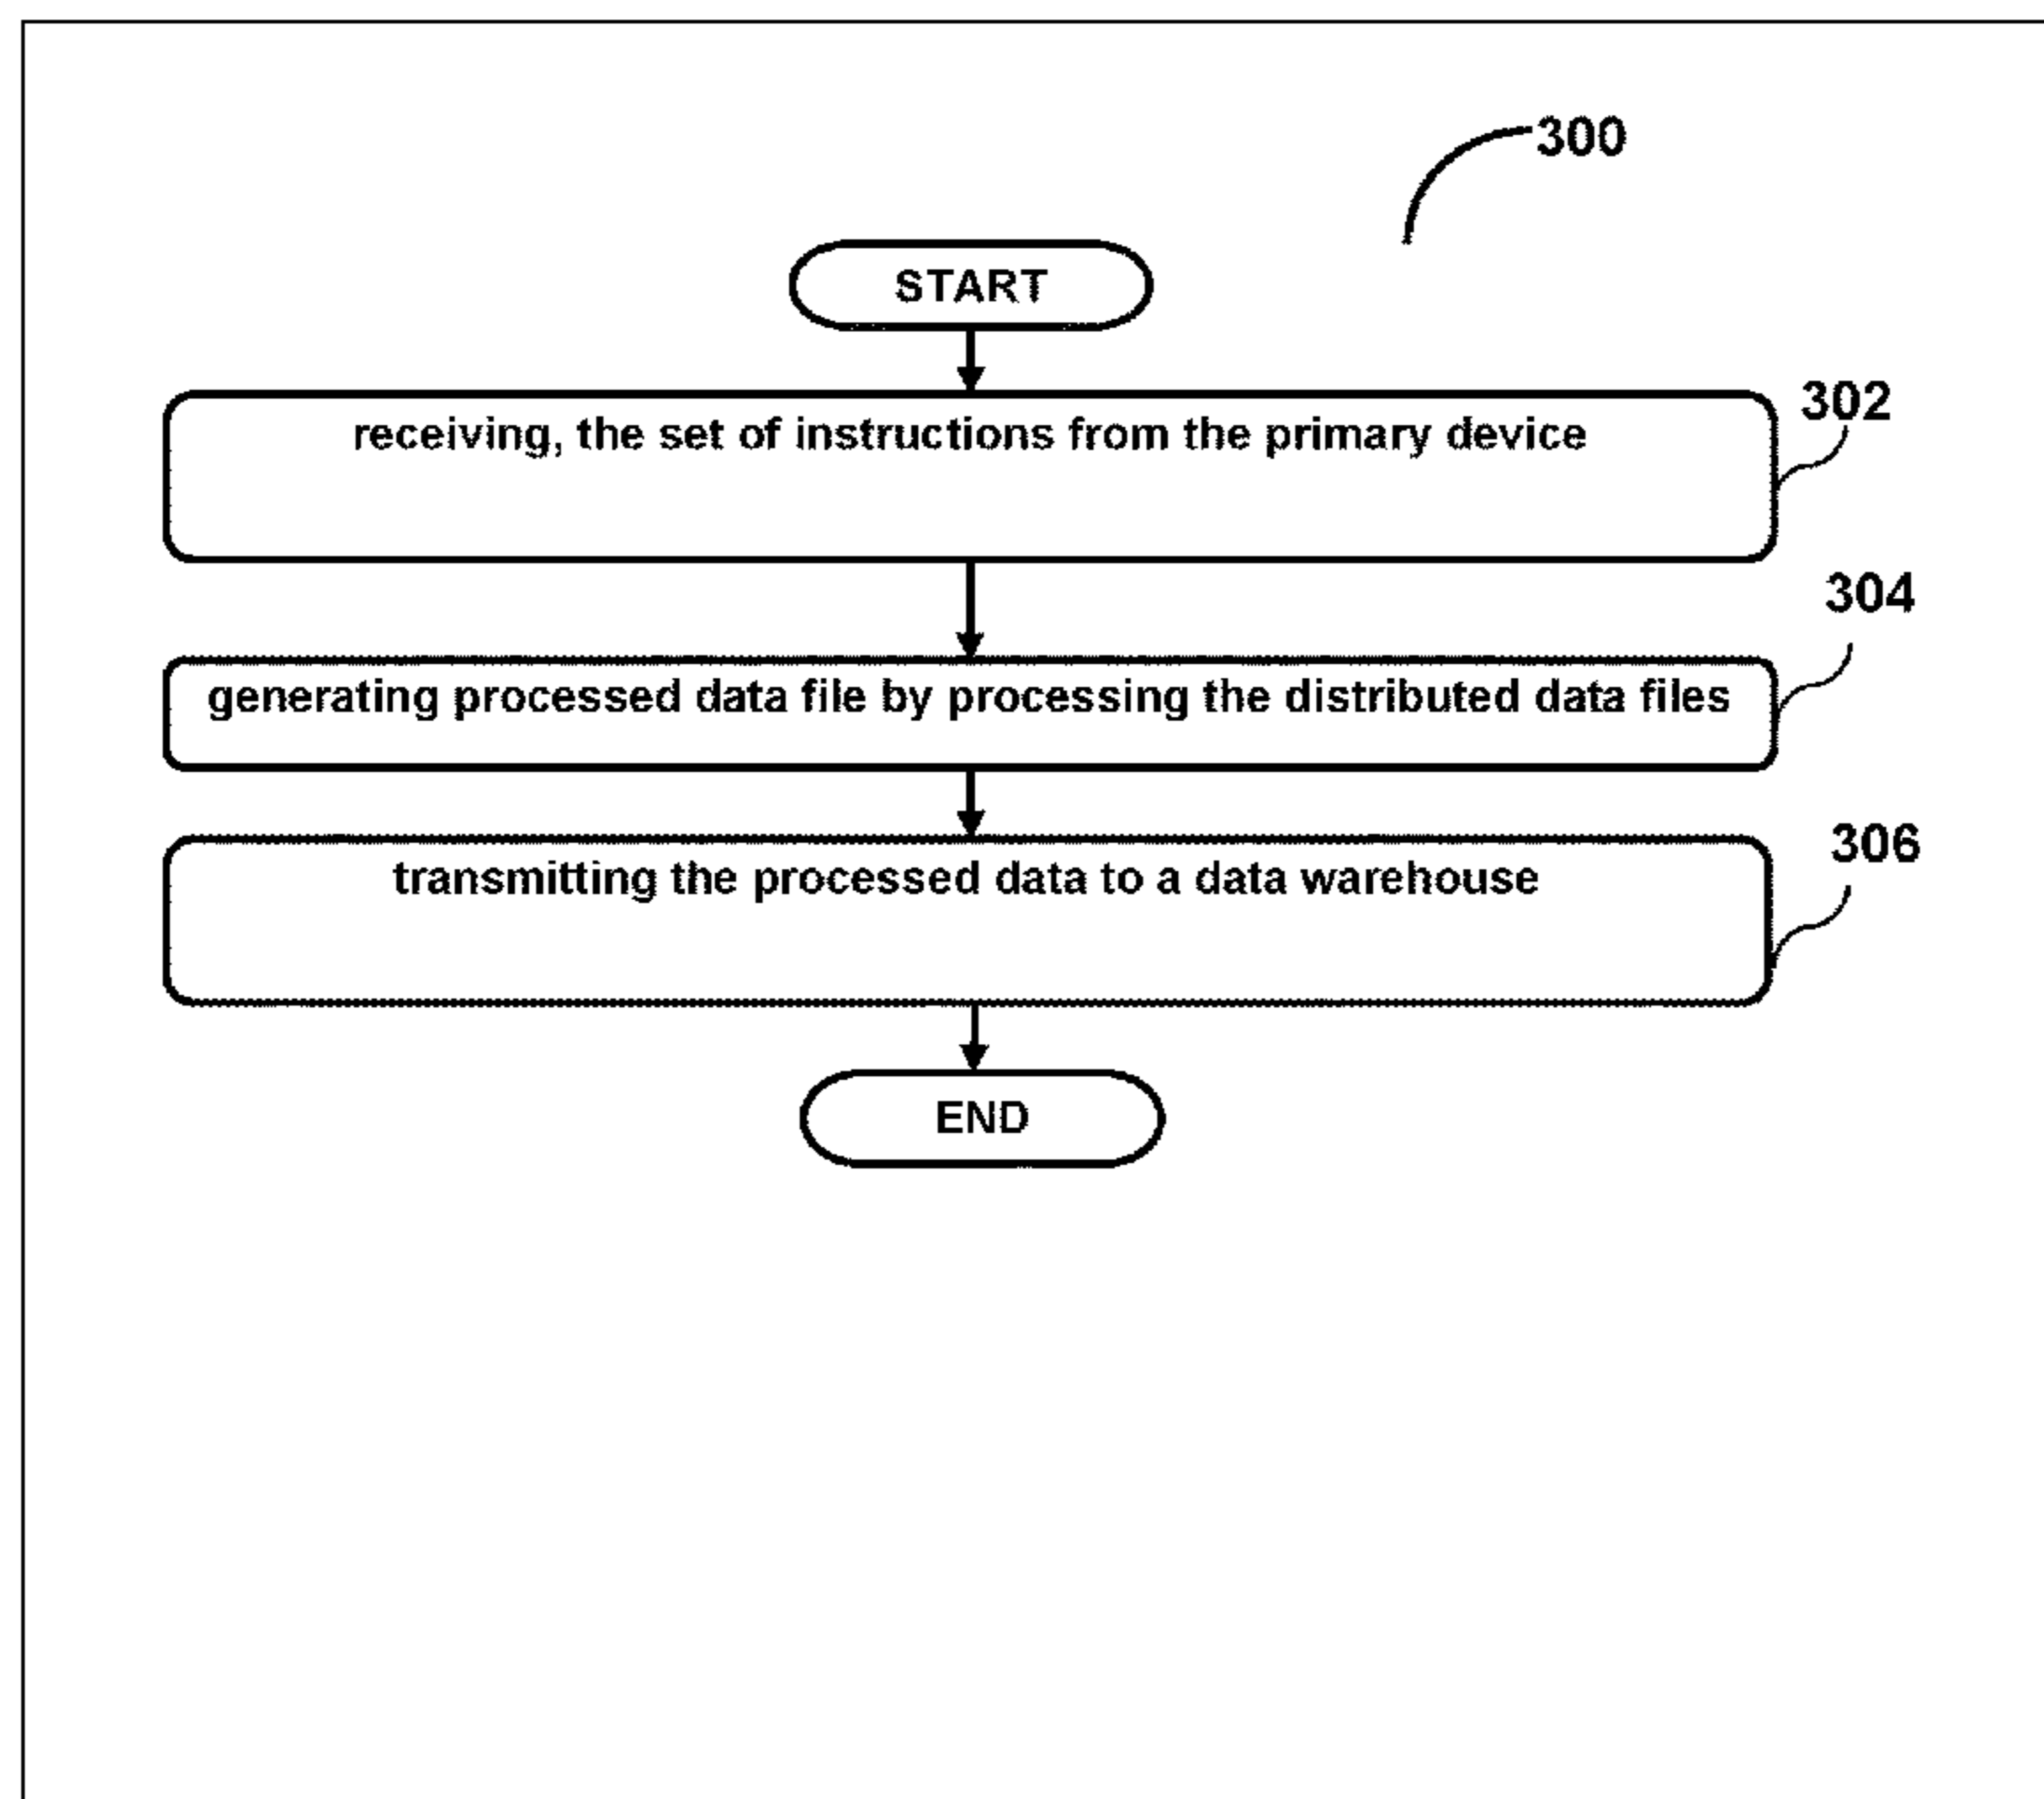 300
START
302
receiving, the set of instructions from the primary device
304
generating processed data file by processing the distributed data files
306
transmitting the processed data to a data warehouse
END